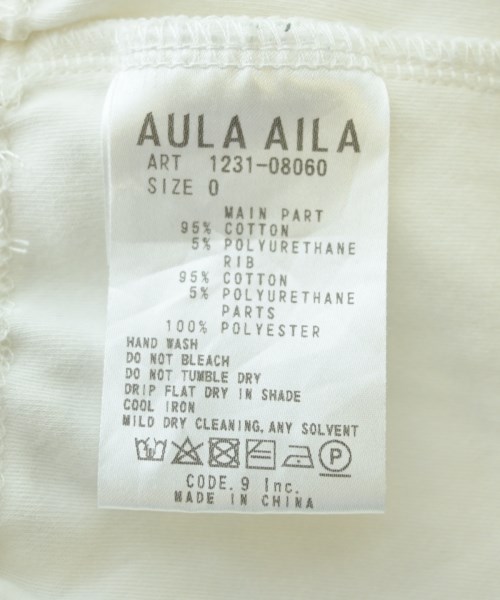 AULA AILA
ART 1231-08060
SIZE 0
MAIN PART
95% COTTON
5% POLYURETHANE
RIB
95% COTTON
5% POLYURETHANE
PARTS
100% POLYESTER
HAND WASH
DO NOT BLEACH
DO NOT TUMBLE DRY
DRIP FLAT DRY IN SHADE
COOL IRON
MILD DRY CLEANING, ANY SOLVENT
P
CODE. 9 Inc.
MADE IN CHINA